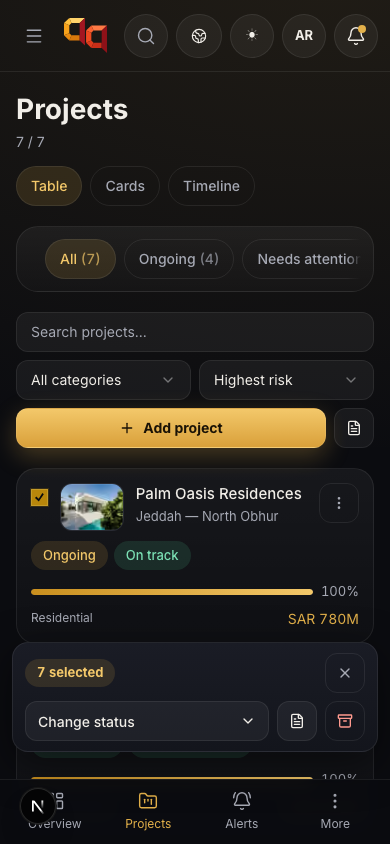 AR
Projects
7 / 7
Table Cards Timeline
All (7) Ongoing (4) Needs attention
Search projects...
All categories Highest risk
+ Add project
Palm Oasis Residences
Jeddah — North Obhur
Ongoing On track
100%
Residential SAR 780M
7 selected
Change status
100%
N
Overview Projects Alerts More